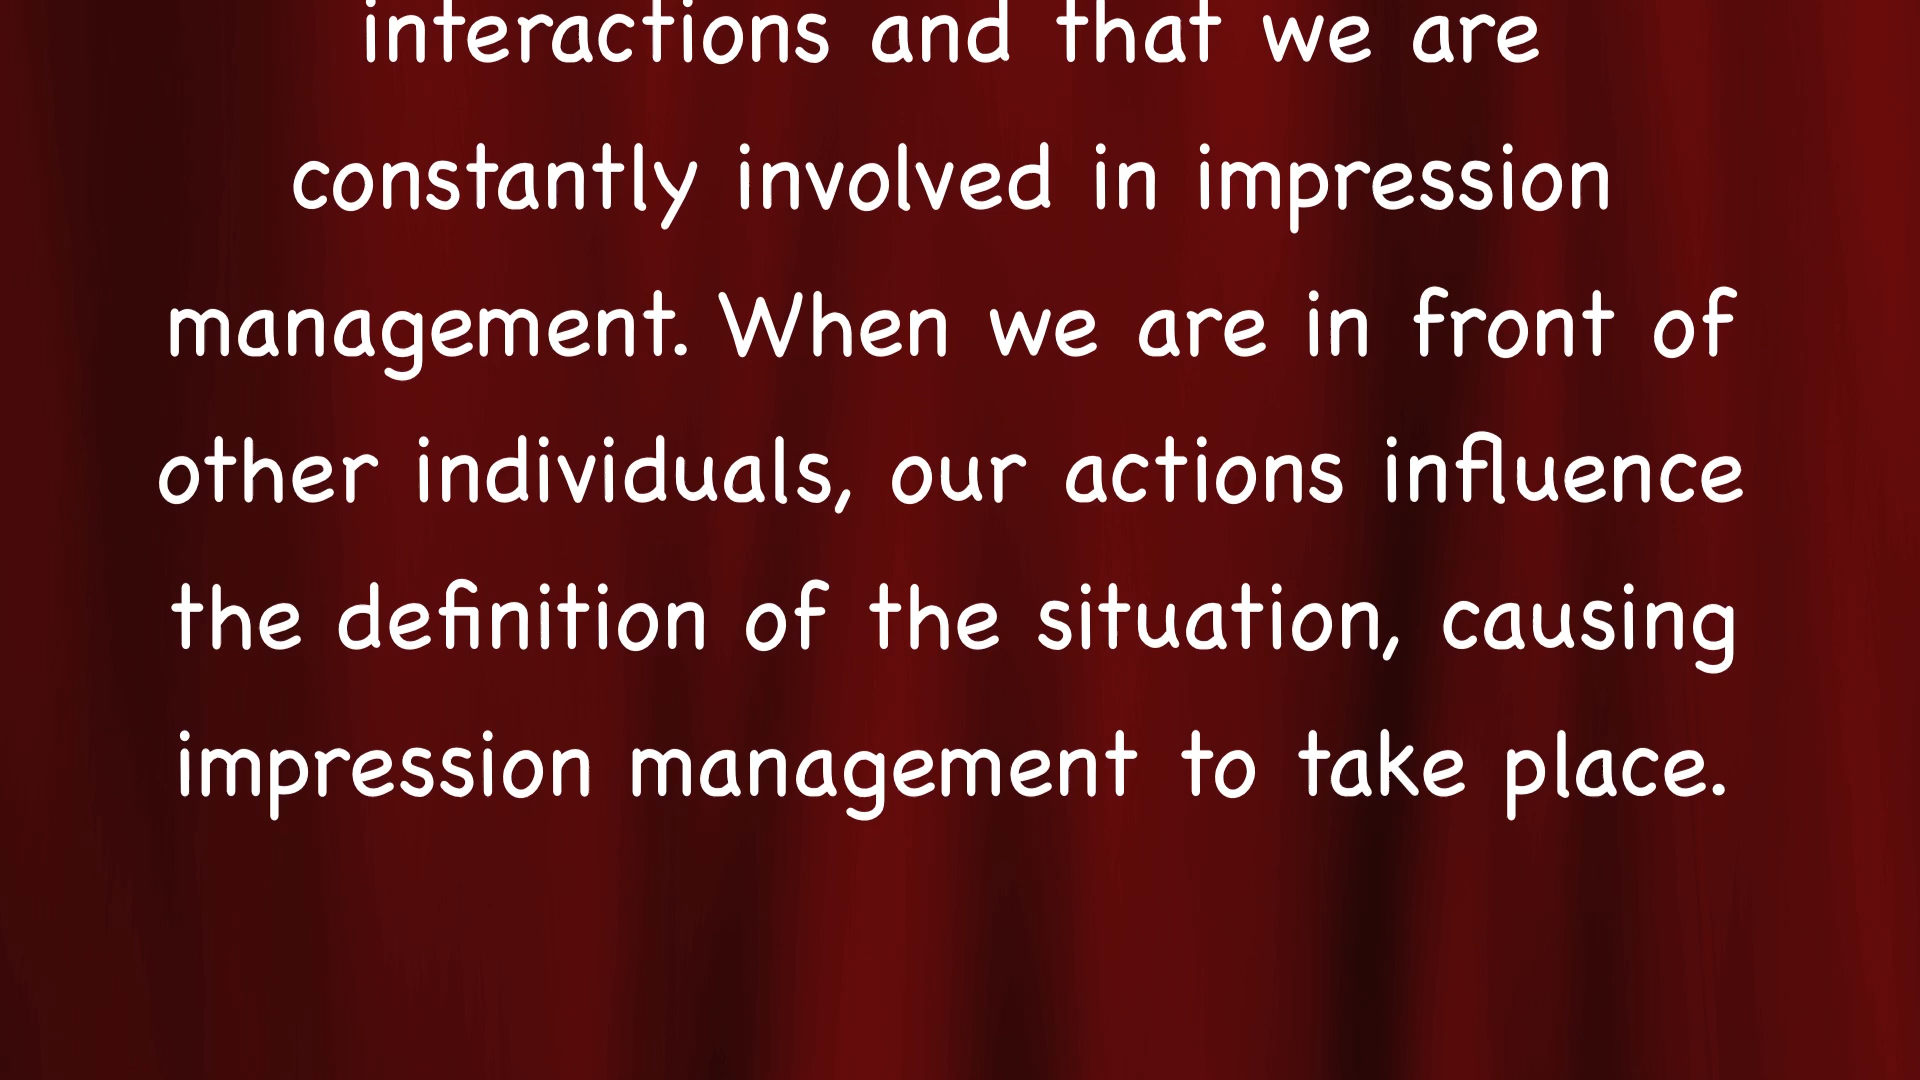 interactions and that we are
constantly involved in impression
management. When we are in front of
other individuals, our actions influence
the definition of the situation, causing
impression management to take place.